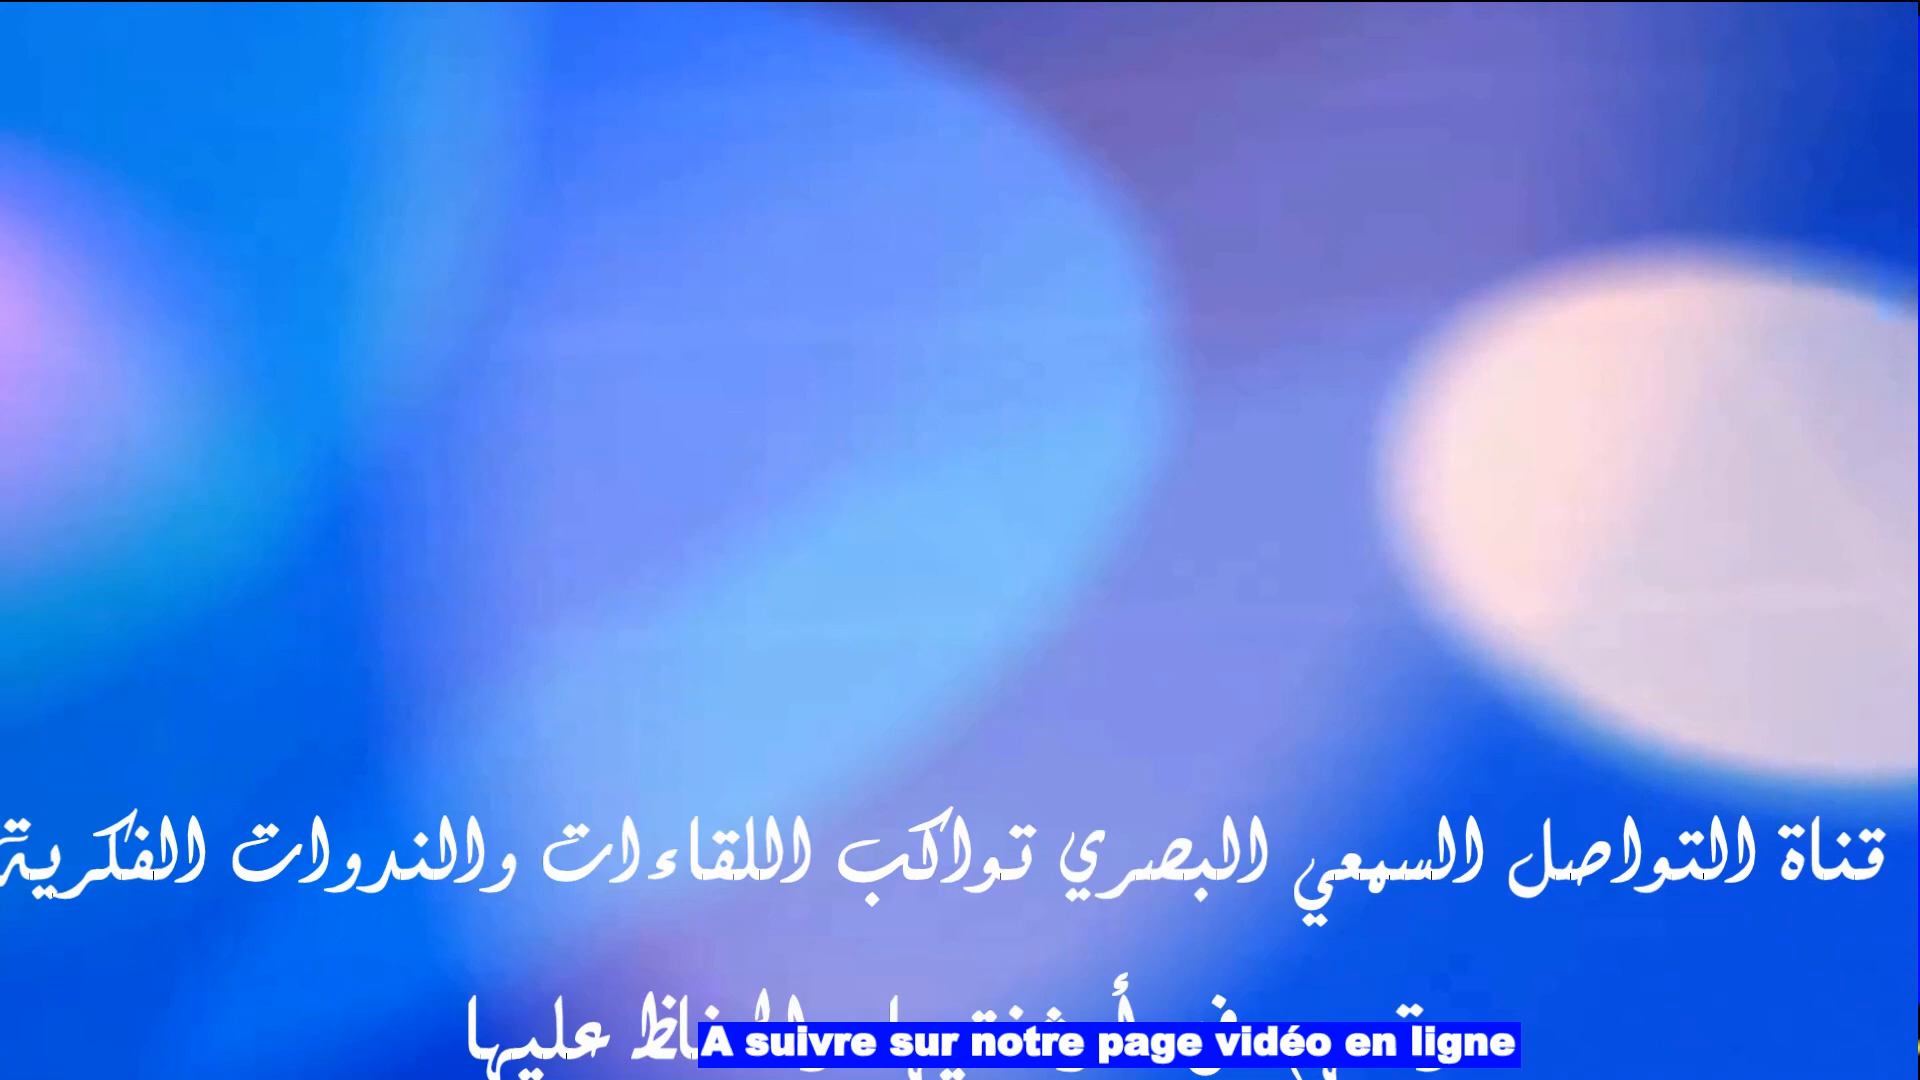 قناة التواصل السمعي البصري تواكب اللقاءات والندوات الفكرية
عليها
A suivre sur notre page vidéo en ligne